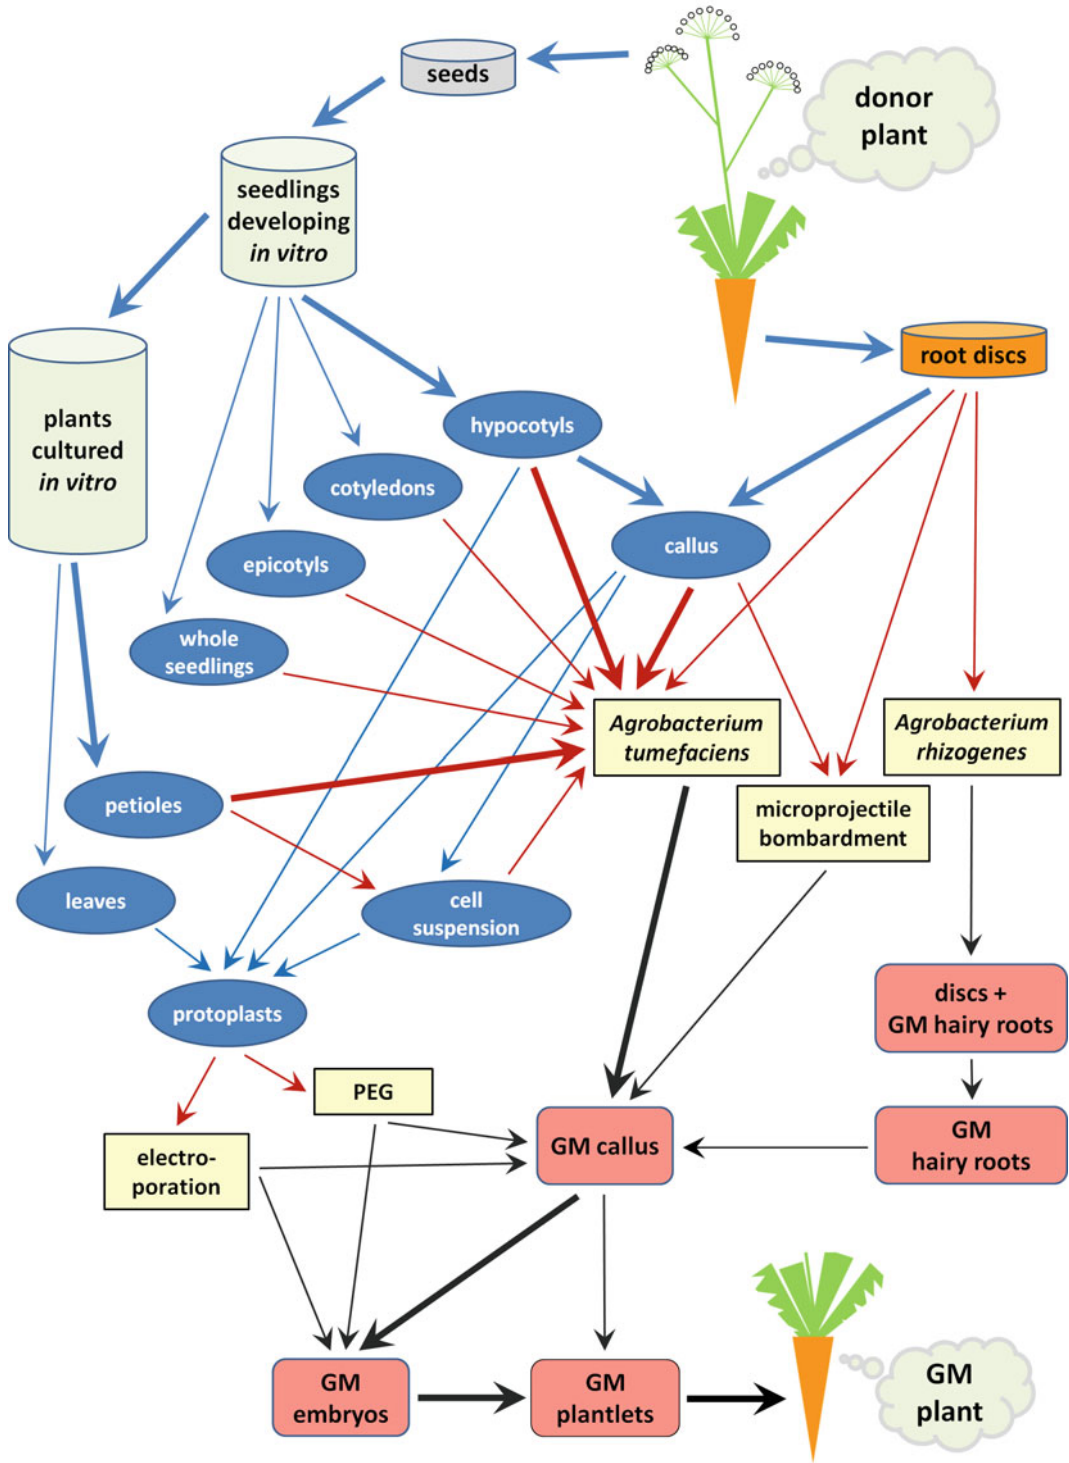 seeds
donor
plant
seedlings
developing
in vitro
root discs
plants
cultured
in vitro
hypocotyls
cotyledons
callus
epicotyls
whole
seedlings
Agrobacterium
tumefaciens
Agrobacterium
rhizogenes
petioles
microprojectile
bombardment
leaves
cell
suspension
protoplasts
discs +
GM hairy roots
PEG
electro-
poration
GM callus
GM
hairy roots
GM
embryos
GM
plantlets
GM
plant